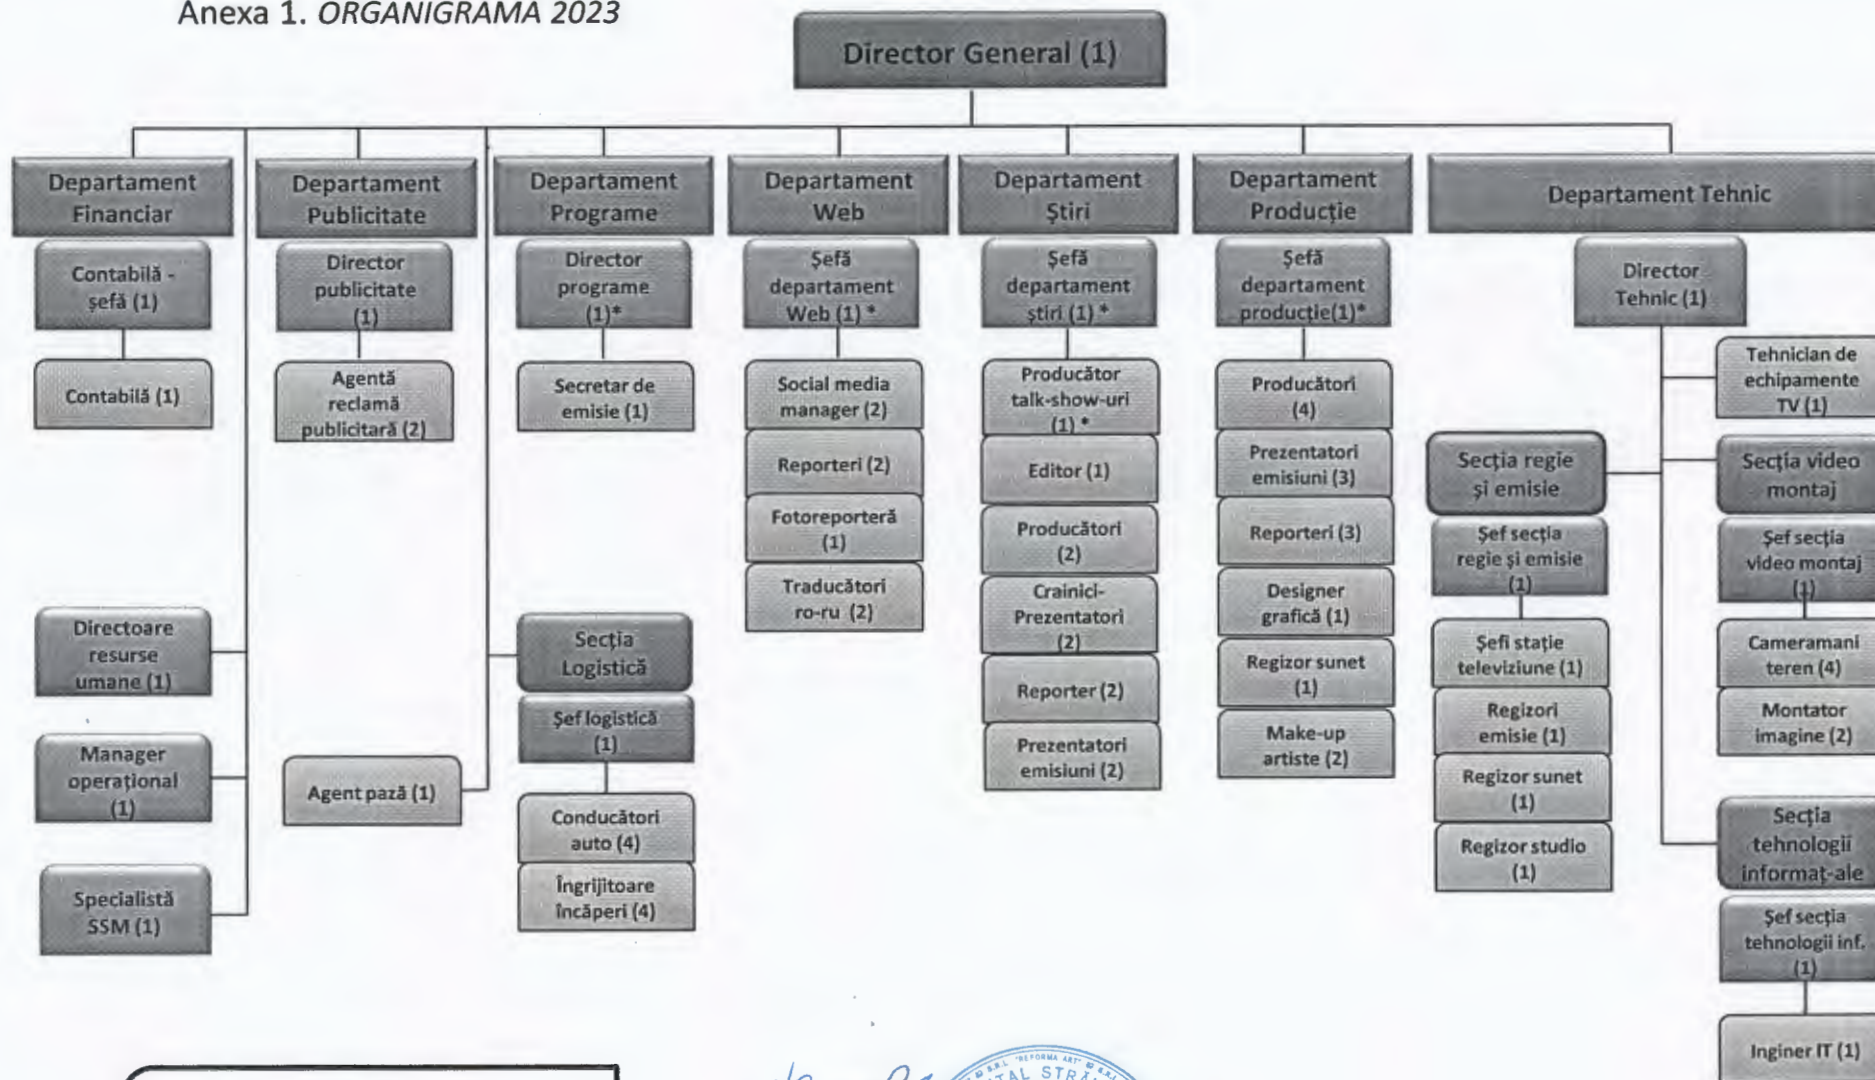 Anexa 1. ORGANIGRAMA 2023
Director General (1)
Departament
Financiar
Contabilă -
șefă (1)
Contabilă (1)
Directoare
resurse
umane (1)
Manager
operațional
(1)
Specialistă
SSM (1)
Departament
Publicitate
Director
publicitate
(1)
Agentă
reclamă
publicitară (2)
Agent pază (1)
Departament
Programe
Director
programe
(1)*
Secretar de
emisie (1)
Secția
Logistică
Șef logistică
(1)
Conducători
auto (4)
Îngrijitoare
încăperi (4)
Departament
Web
Șefă
departament
Web (1) *
Social media
manager (2)
Reporteri (2)
Fotoreporteră
(1)
Traducători
ro-ru (2)
Departament
Știri
Șefă
departament
știri (1) *
Producător
talk-show-uri
(1) *
Editor (1)
Producători
(2)
Crainici-
Prezentatori
(2)
Reporter (2)
Prezentatori
emisiuni (2)
Departament
Producție
Șefă
departament
producție(1)*
Producători
(4)
Prezentatori
emisiuni (3)
Reporteri (3)
Designer
grafică (1)
Regizor sunet
(1)
Make-up
artiste (2)
Departament Tehnic
Director
Tehnic (1)
Tehnician de
echipamente
TV (1)
Secția regie
și emisie
Șef secția
regie și emisie
(1)
Șefi stație
televiziune (1)
Regizori
emisie (1)
Regizor sunet
(1)
Regizor studio
(1)
Secția video
montaj
Șef secția
video montaj
(1)
Cameramani
teren (4)
Montator
imagine (2)
Secția
tehnologii
informaț-ale
Șef secția
tehnologii inf.
(1)
Inginer IT (1)
S.R.L. "REFORMA ART" S.R.L.